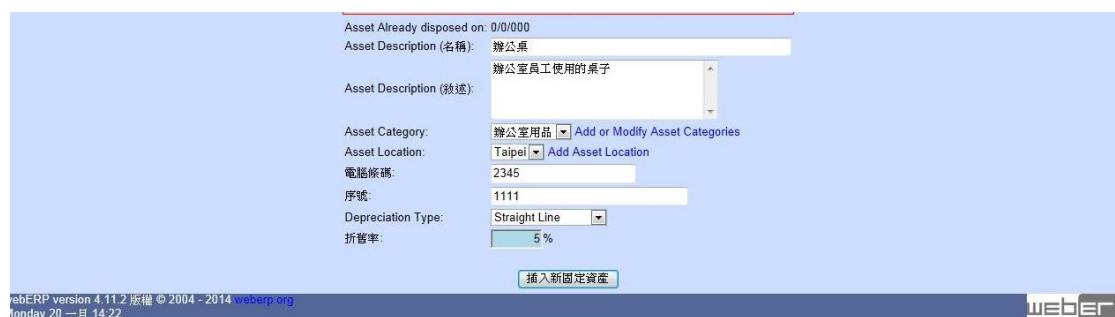 Asset Already disposed on: 0/0/000
Asset Description (名稱): 辦公桌
Asset Description (敘述): 辦公室員工使用的桌子
Asset Category: 辦公室用品 Add or Modify Asset Categories
Asset Location: Taipei Add Asset Location
電腦條碼: 2345
序號: 1111
Depreciation Type: Straight Line
折舊率: 5 %
插入新固定資產
webERP version 4.11.2 版權 © 2004 - 2014 weberp.org
Monday 20 一月 14:22
weberp